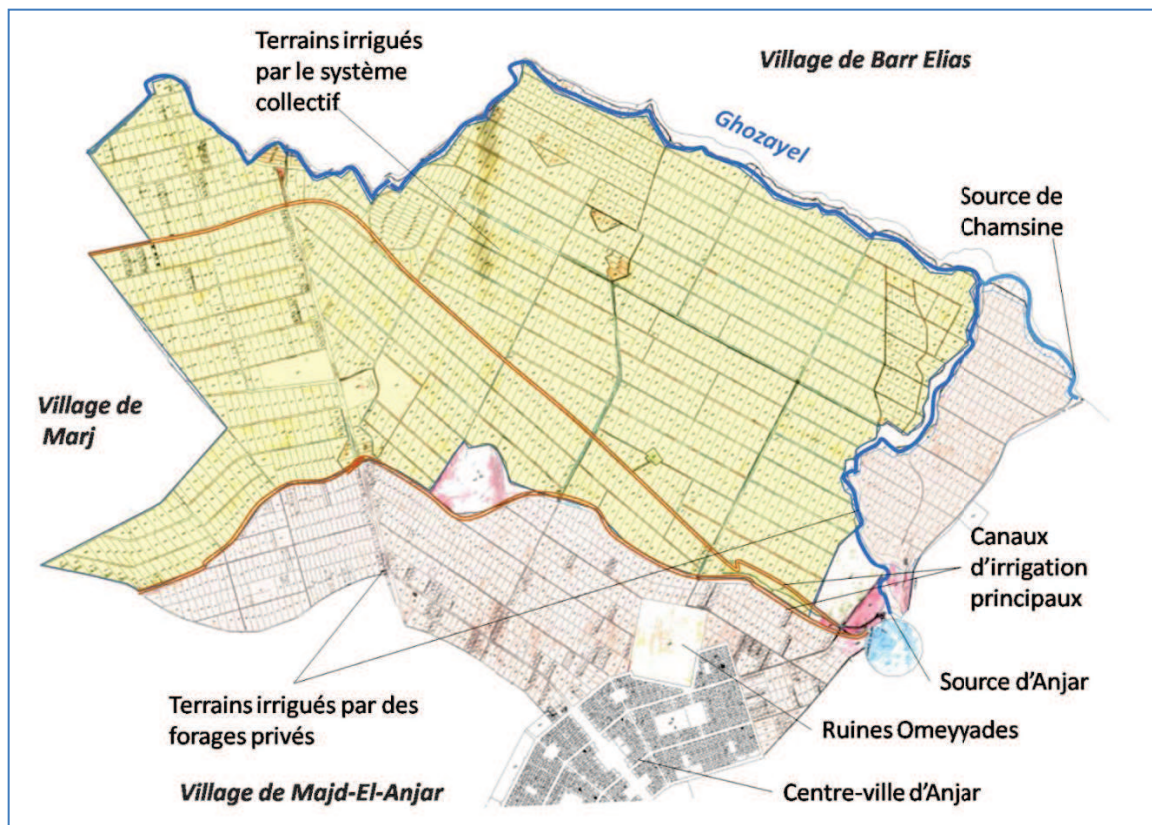 Terrains irrigués
par le système
collectif
Village de Barr Elias
Ghozayel
Source de
Chamsine
Village de
Marj
Canaux
d'irrigation
principaux
Source d'Anjar
Terrains irrigués par des
forages privés
Ruines Omeyyades
Village de Majd-El-Anjar
Centre-ville d'Anjar